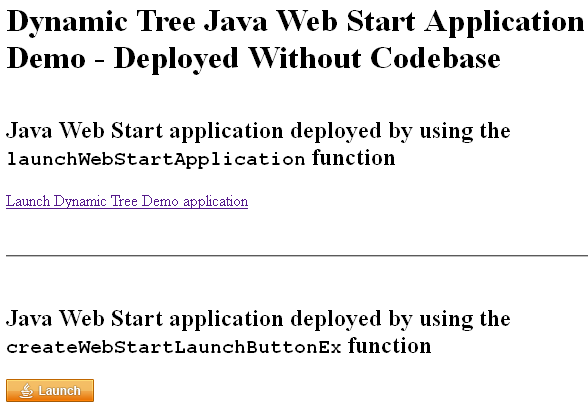 Dynamic Tree Java Web Start Application
Demo - Deployed Without Codebase
Java Web Start application deployed by using the
launchWebStartApplication function
Launch Dynamic Tree Demo application
Java Web Start application deployed by using the
createWebStartLaunchButtonEx function
Launch